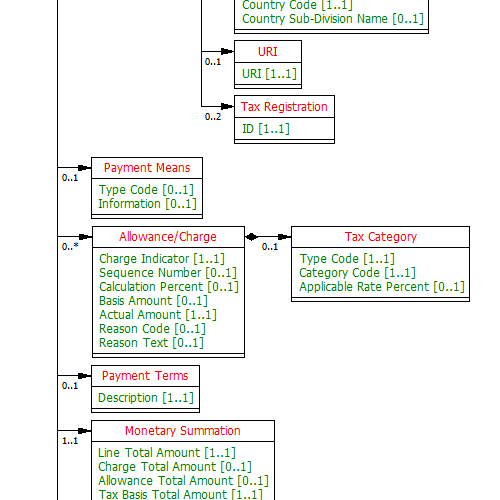 Country Code [1..1]
Country Sub-Division Name [0..1]
URI
0..1
URI [1..1]
Tax Registration
0..2
ID [1..1]
Payment Means
0..1
Type Code [0..1]
Information [0..1]
Allowance/Charge
0..*
0..1
Tax Category
Charge Indicator [1..1]
Sequence Number [0..1]
Calculation Percent [0..1]
Basis Amount [0..1]
Actual Amount [1..1]
Reason Code [0..1]
Reason Text [0..1]
Type Code [1..1]
Category Code [1..1]
Applicable Rate Percent [0..1]
Payment Terms
0..1
Description [1..1]
Monetary Summation
1..1
Line Total Amount [1..1]
Charge Total Amount [0..1]
Allowance Total Amount [0..1]
Tax Basis Total Amount [1..1]